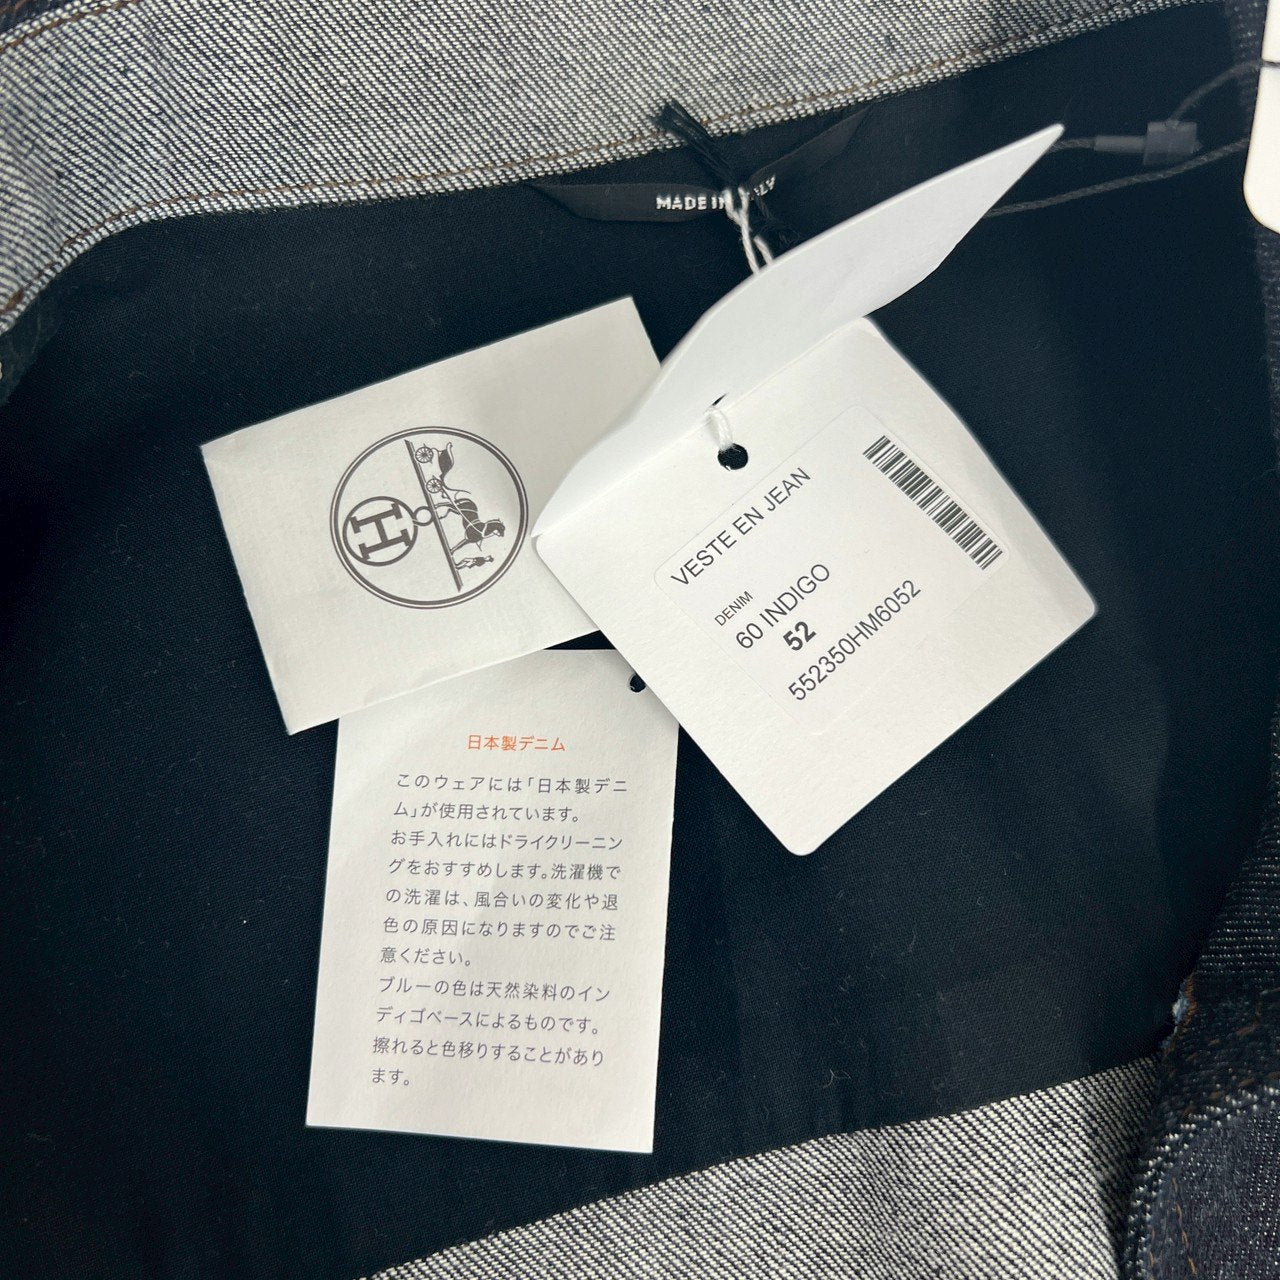 MADE IN ITALY
H
VESTE EN JEAN
DENIM
60 INDIGO
52
552350HM6052
日本製デニム
このウェアには「日本製デニ
ム」が使用されています。
お手入れにはドライクリーニン
グをおすすめします。洗濯機で
の洗濯は、風合いの変化や退
色の原因になりますのでご注
意ください。
ブルーの色は天然染料のイン
ディゴベースによるものです。
擦れると色移りすることがあり
ます。